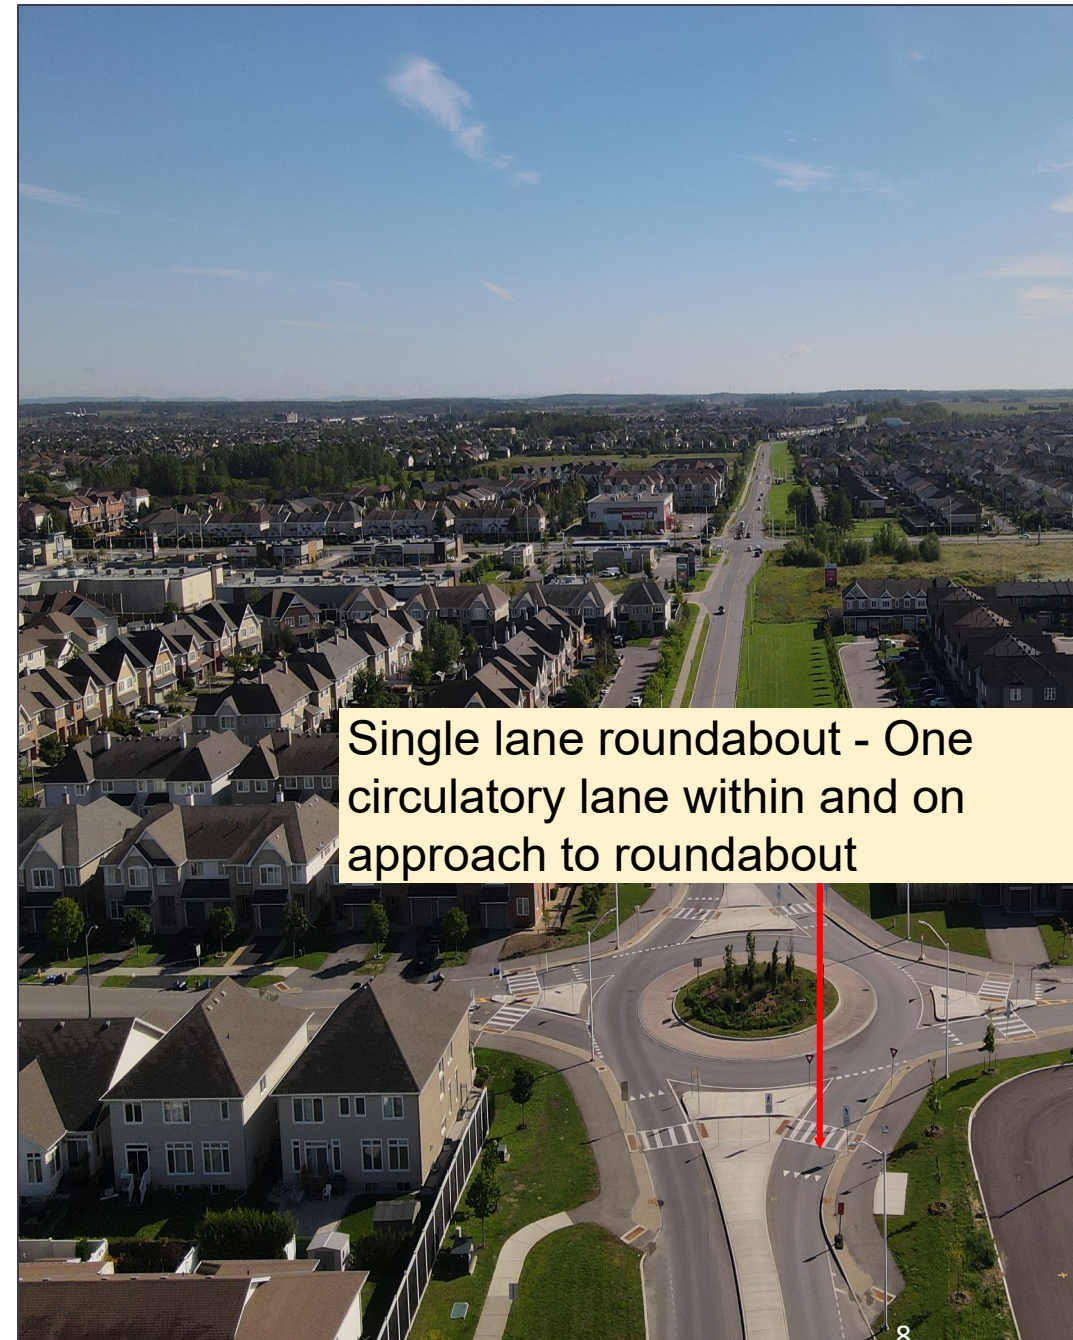 Single lane roundabout - One
circulatory lane within and on
approach to roundabout
8